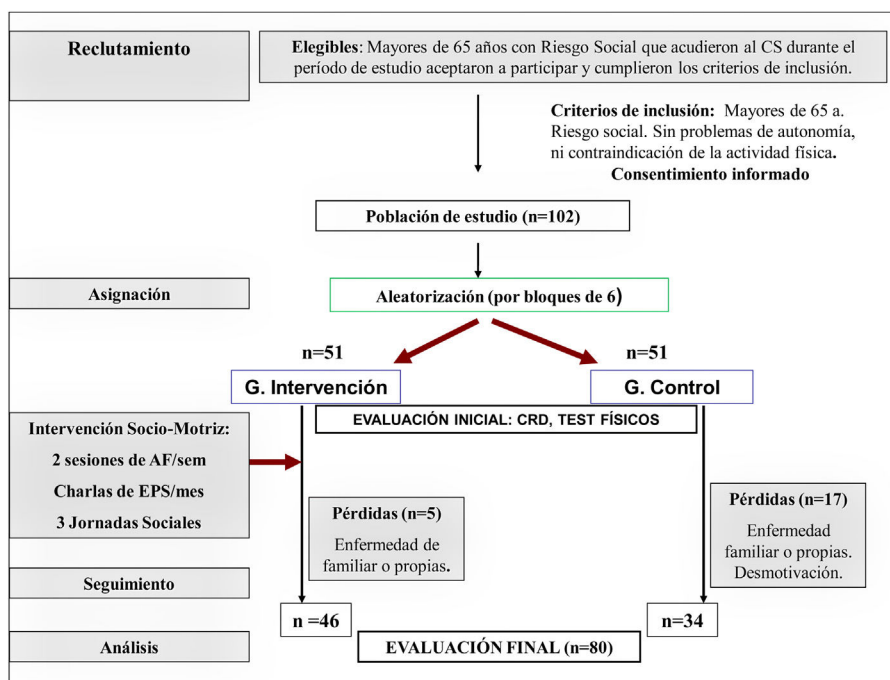 Reclutamiento
Elegibles: Mayores de 65 años con Riesgo Social que acudieron al CS durante el
período de estudio aceptaron a participar y cumplieron los criterios de inclusión.
Criterios de inclusión: Mayores de 65 a.
Riesgo social. Sin problemas de autonomía,
ni contraindicación de la actividad física.
Consentimiento informado
Población de estudio (n=102)
Asignación
Aleatorización (por bloques de 6)
n=51
n=51
G. Intervención
G. Control
EVALUACIÓN INICIAL: CRD, TEST FÍSICOS
Intervención Socio-Motriz:
2 sesiones de AF/sem
Charlas de EPS/mes
3 Jornadas Sociales
Pérdidas (n=5)
Enfermedad de
familiar o propias.
Pérdidas (n=17)
Enfermedad
familiar o propias.
Desmotivación.
Seguimiento
n =46
n=34
Análisis
EVALUACIÓN FINAL (n=80)